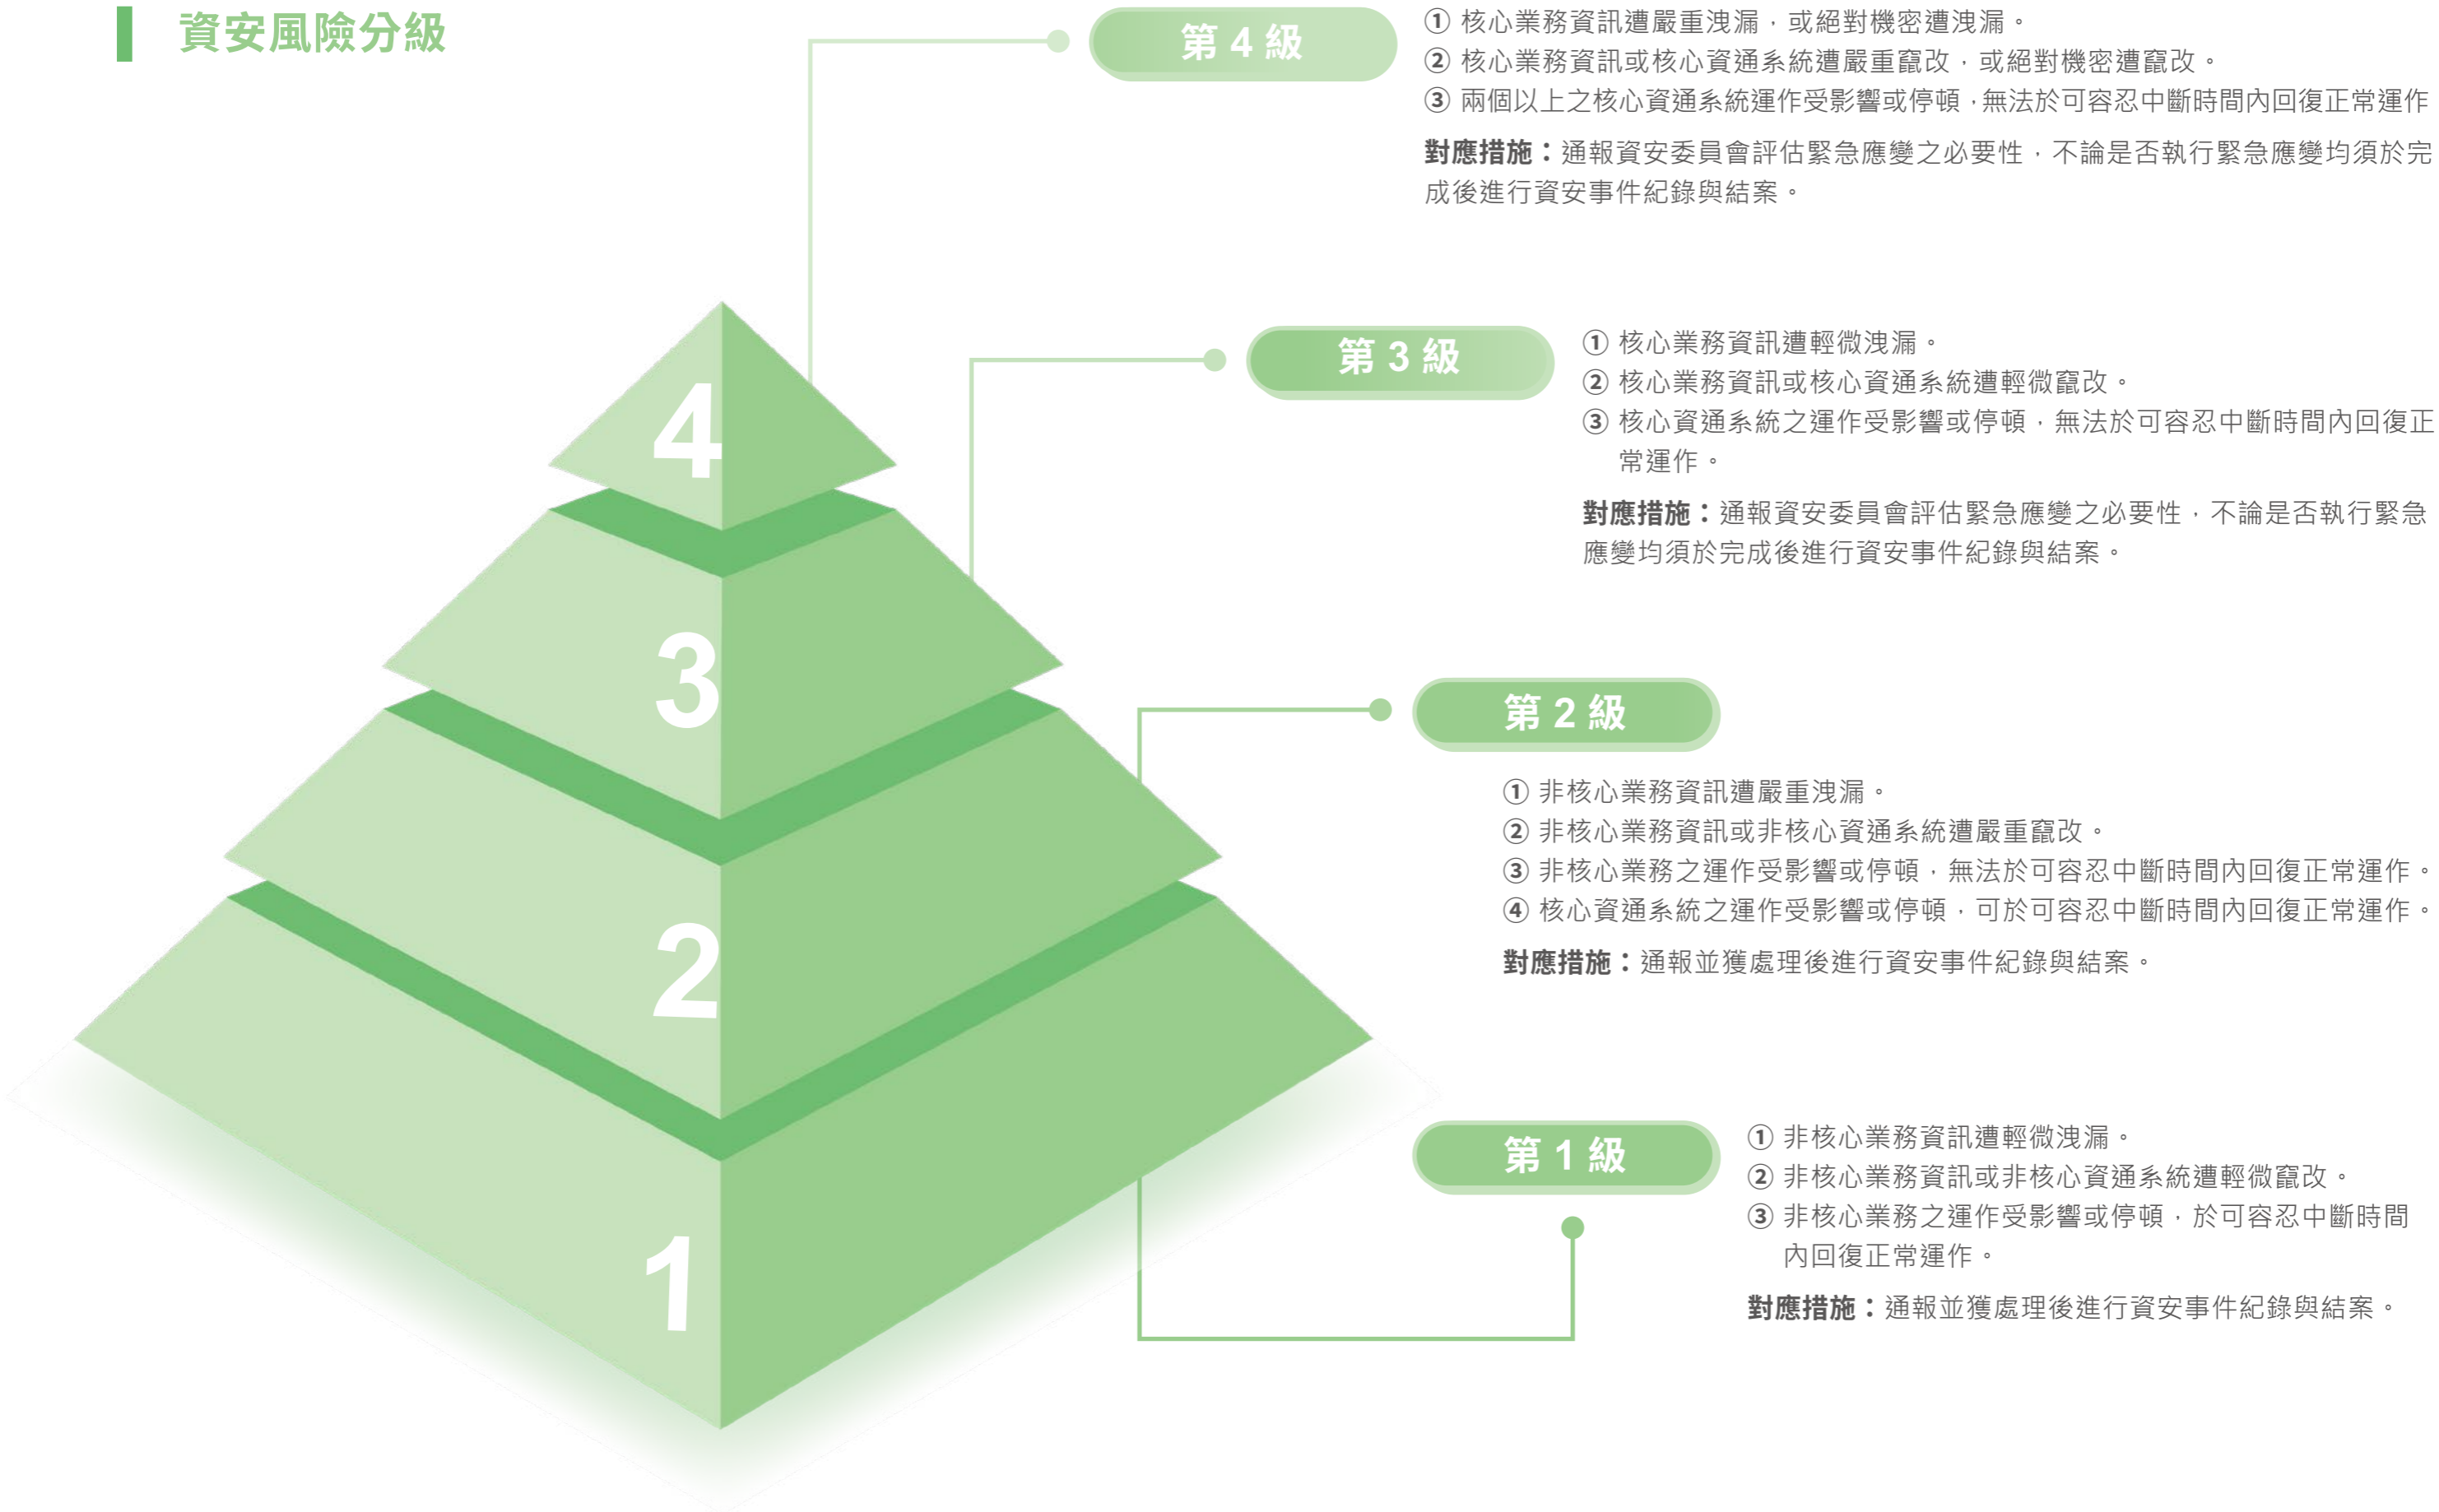 資安風險分級
第 4 級
① 核心業務資訊遭嚴重洩漏，或絕對機密遭洩漏。
② 核心業務資訊或核心資通系統遭嚴重竄改，或絕對機密遭竄改。
③ 兩個以上之核心資通系統運作受影響或停頓，無法於可容忍中斷時間內回復正常運作
對應措施：通報資安委員會評估緊急應變之必要性，不論是否執行緊急應變均須於完
成後進行資安事件紀錄與結案。
第 3 級
① 核心業務資訊遭輕微洩漏。
② 核心業務資訊或核心資通系統遭輕微竄改。
③ 核心資通系統之運作受影響或停頓，無法於可容忍中斷時間內回復正
常運作。
對應措施：通報資安委員會評估緊急應變之必要性，不論是否執行緊急
應變均須於完成後進行資安事件紀錄與結案。
第 2 級
① 非核心業務資訊遭嚴重洩漏。
② 非核心業務資訊或非核心資通系統遭嚴重竄改。
③ 非核心業務之運作受影響或停頓，無法於可容忍中斷時間內回復正常運作。
④ 核心資通系統之運作受影響或停頓，可於可容忍中斷時間內回復正常運作。
對應措施：通報並獲處理後進行資安事件紀錄與結案。
第 1 級
① 非核心業務資訊遭輕微洩漏。
② 非核心業務資訊或非核心資通系統遭輕微竄改。
③ 非核心業務之運作受影響或停頓，於可容忍中斷時間
內回復正常運作。
對應措施：通報並獲處理後進行資安事件紀錄與結案。
4
3
2
1